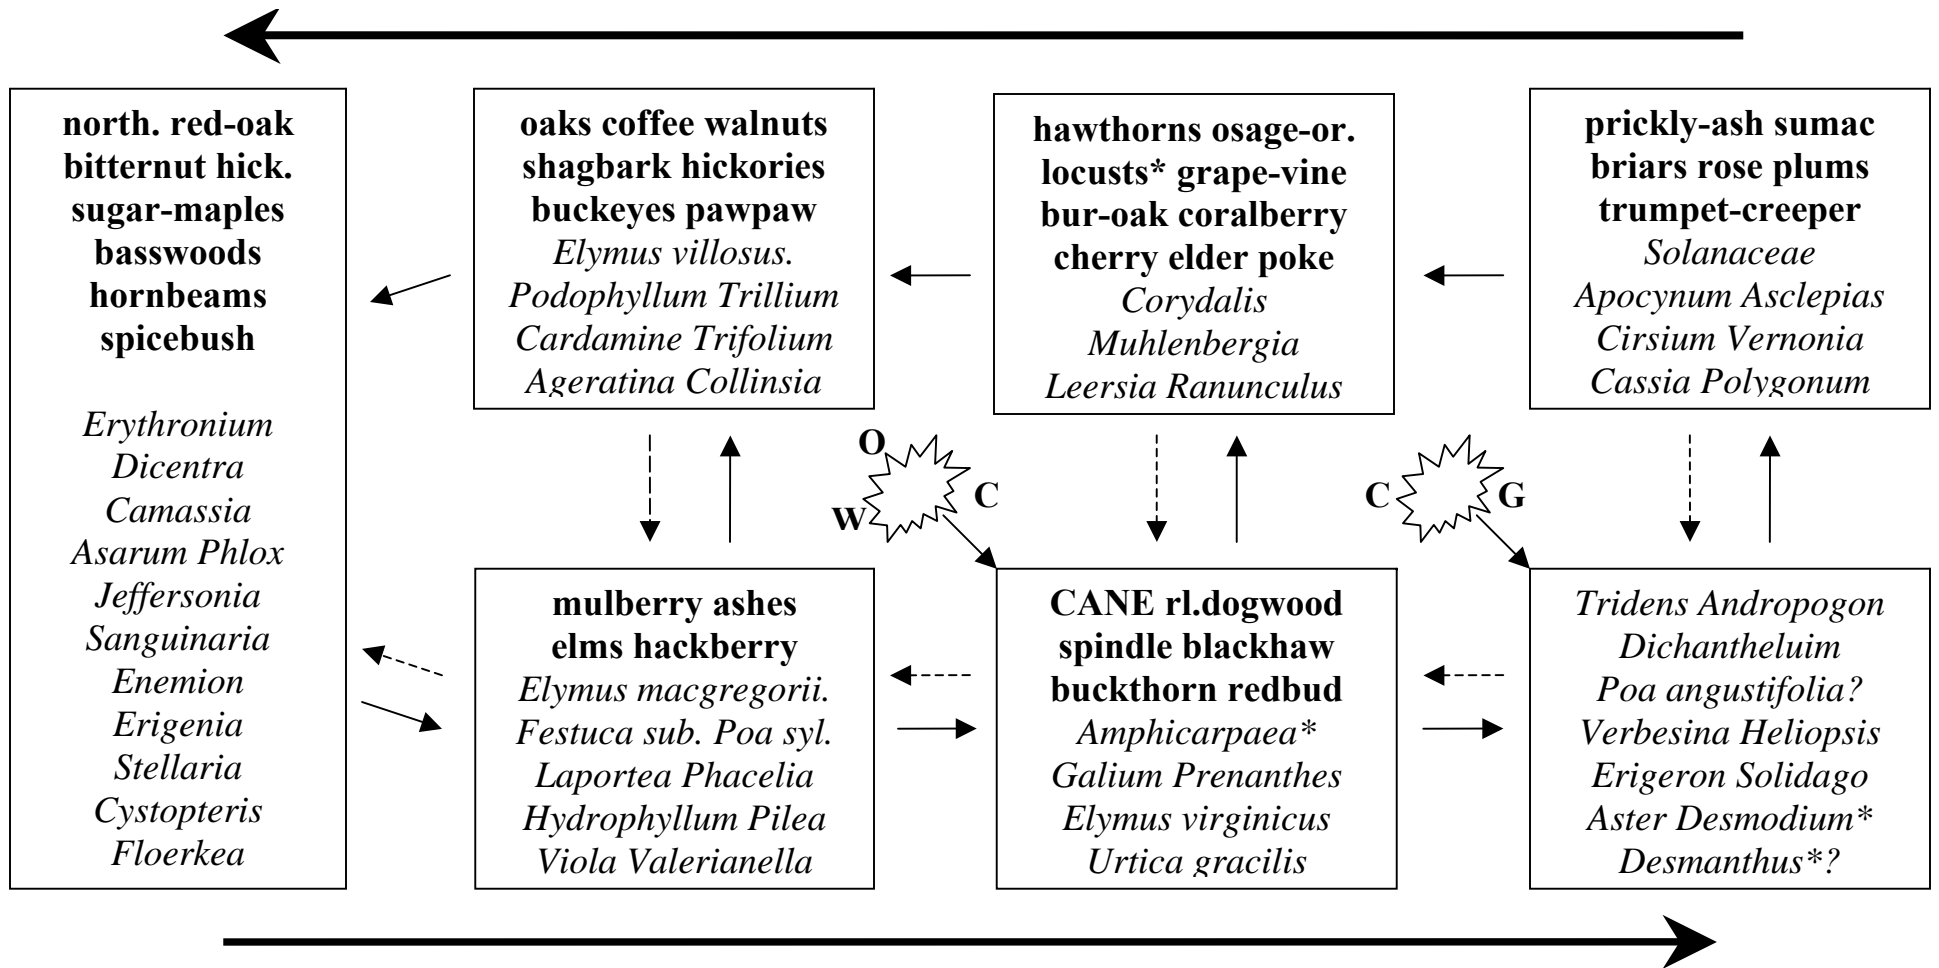 north. red-oak
bitternut hick.
sugar-maples
basswoods
hornbeams
spicebush
Erythronium
Dicentra
Camassia
Asarum Phlox
Jeffersonia
Sanguinaria
Enemion
Erigenia
Stellaria
Cystopteris
Floerkea
oaks coffee walnuts
shagbark hickories
buckeyes pawpaw
Elymus villosus.
Podophyllum Trillium
Cardamine Trifolium
Ageratina Collinsia
hawthorns osage-or.
locusts* grape-vine
bur-oak coralberry
cherry elder poke
Corydalis
Muhlenbergia
Leersia Ranunculus
prickly-ash sumac
briars rose plums
trumpet-creeper
Solanaceae
Apocynum Asclepias
Cirsium Vernonia
Cassia Polygonum
O
C
W
C
G
mulberry ashes
elms hackberry
Elymus macgregorii.
Festuca sub. Poa syl.
Laportea Phacelia
Hydrophyllum Pilea
Viola Valerianella
CANE rl.dogwood
spindle blackhaw
buckthorn redbud
Amphicarpaea*
Galium Prenanthes
Elymus virginicus
Urtica gracilis
Tridens Andropogon
Dichantheluim
Poa angustifolia?
Verbesina Heliopsis
Erigeron Solidago
Aster Desmodium*
Desmanthus*?